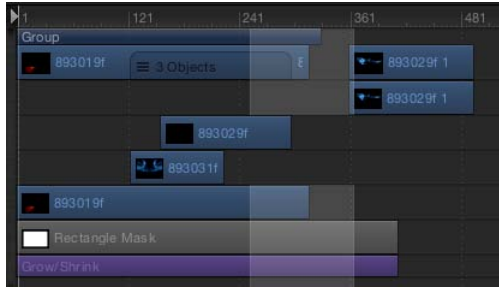 1 121 241 361 481
Group
893019f 3 Objects 8 893029f 1
893029f 1
893029f
893031f
893019f
Rectangle Mask
Grow/Shrink